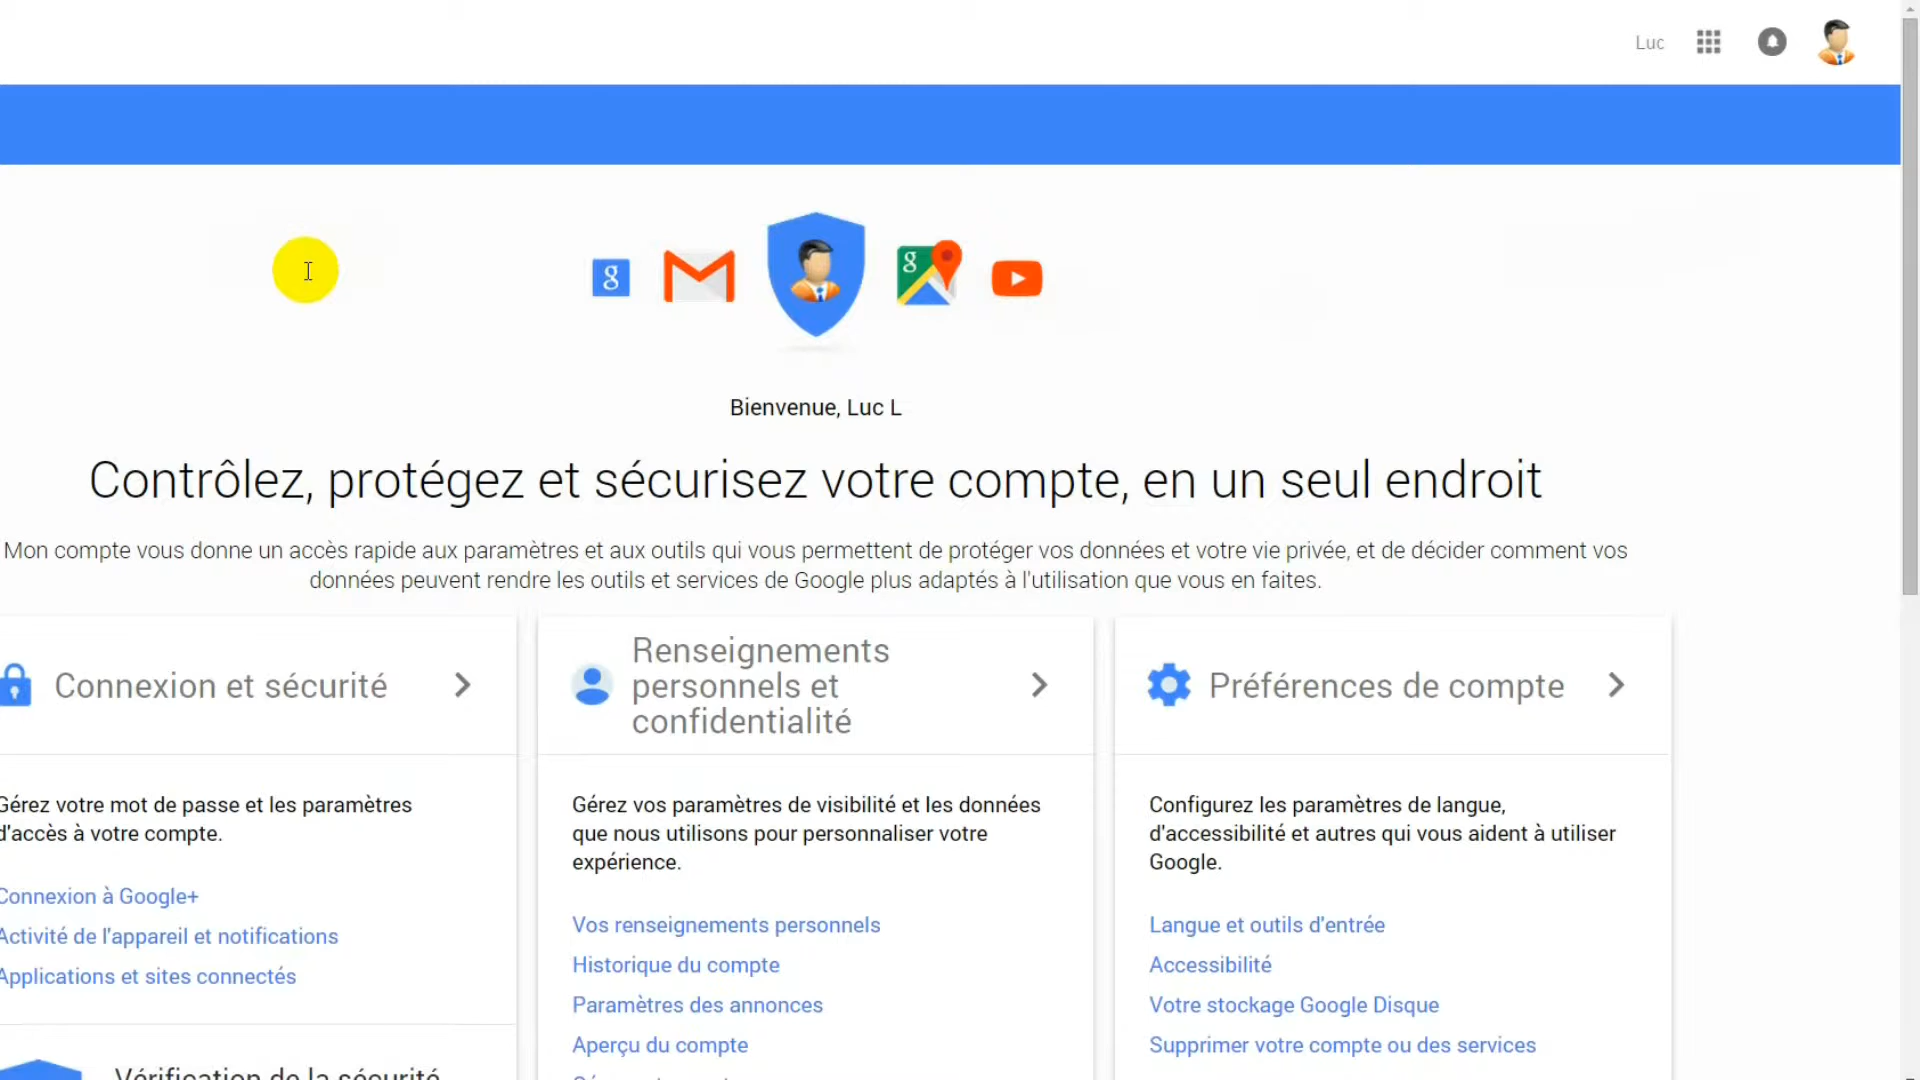 Luc
g
g
Bienvenue, Luc L
Contrôlez, protégez et sécurisez votre compte, en un seul endroit
Mon compte vous donne un accès rapide aux paramètres et aux outils qui vous permettent de protéger vos données et votre vie privée, et de décider comment vos
données peuvent rendre les outils et services de Google plus adaptés à l'utilisation que vous en faites.
Connexion et sécurité
Gérez votre mot de passe et les paramètres
d'accès à votre compte.
Connexion à Google+
Activité de l'appareil et notifications
Applications et sites connectés
Vérification de la sécurité
Renseignements
personnels et
confidentialité
Gérez vos paramètres de visibilité et les données
que nous utilisons pour personnaliser votre
expérience.
Vos renseignements personnels
Historique du compte
Paramètres des annonces
Aperçu du compte
Préférences de compte
Configurez les paramètres de langue,
d'accessibilité et autres qui vous aident à utiliser
Google.
Langue et outils d'entrée
Accessibilité
Votre stockage Google Disque
Supprimer votre compte ou des services